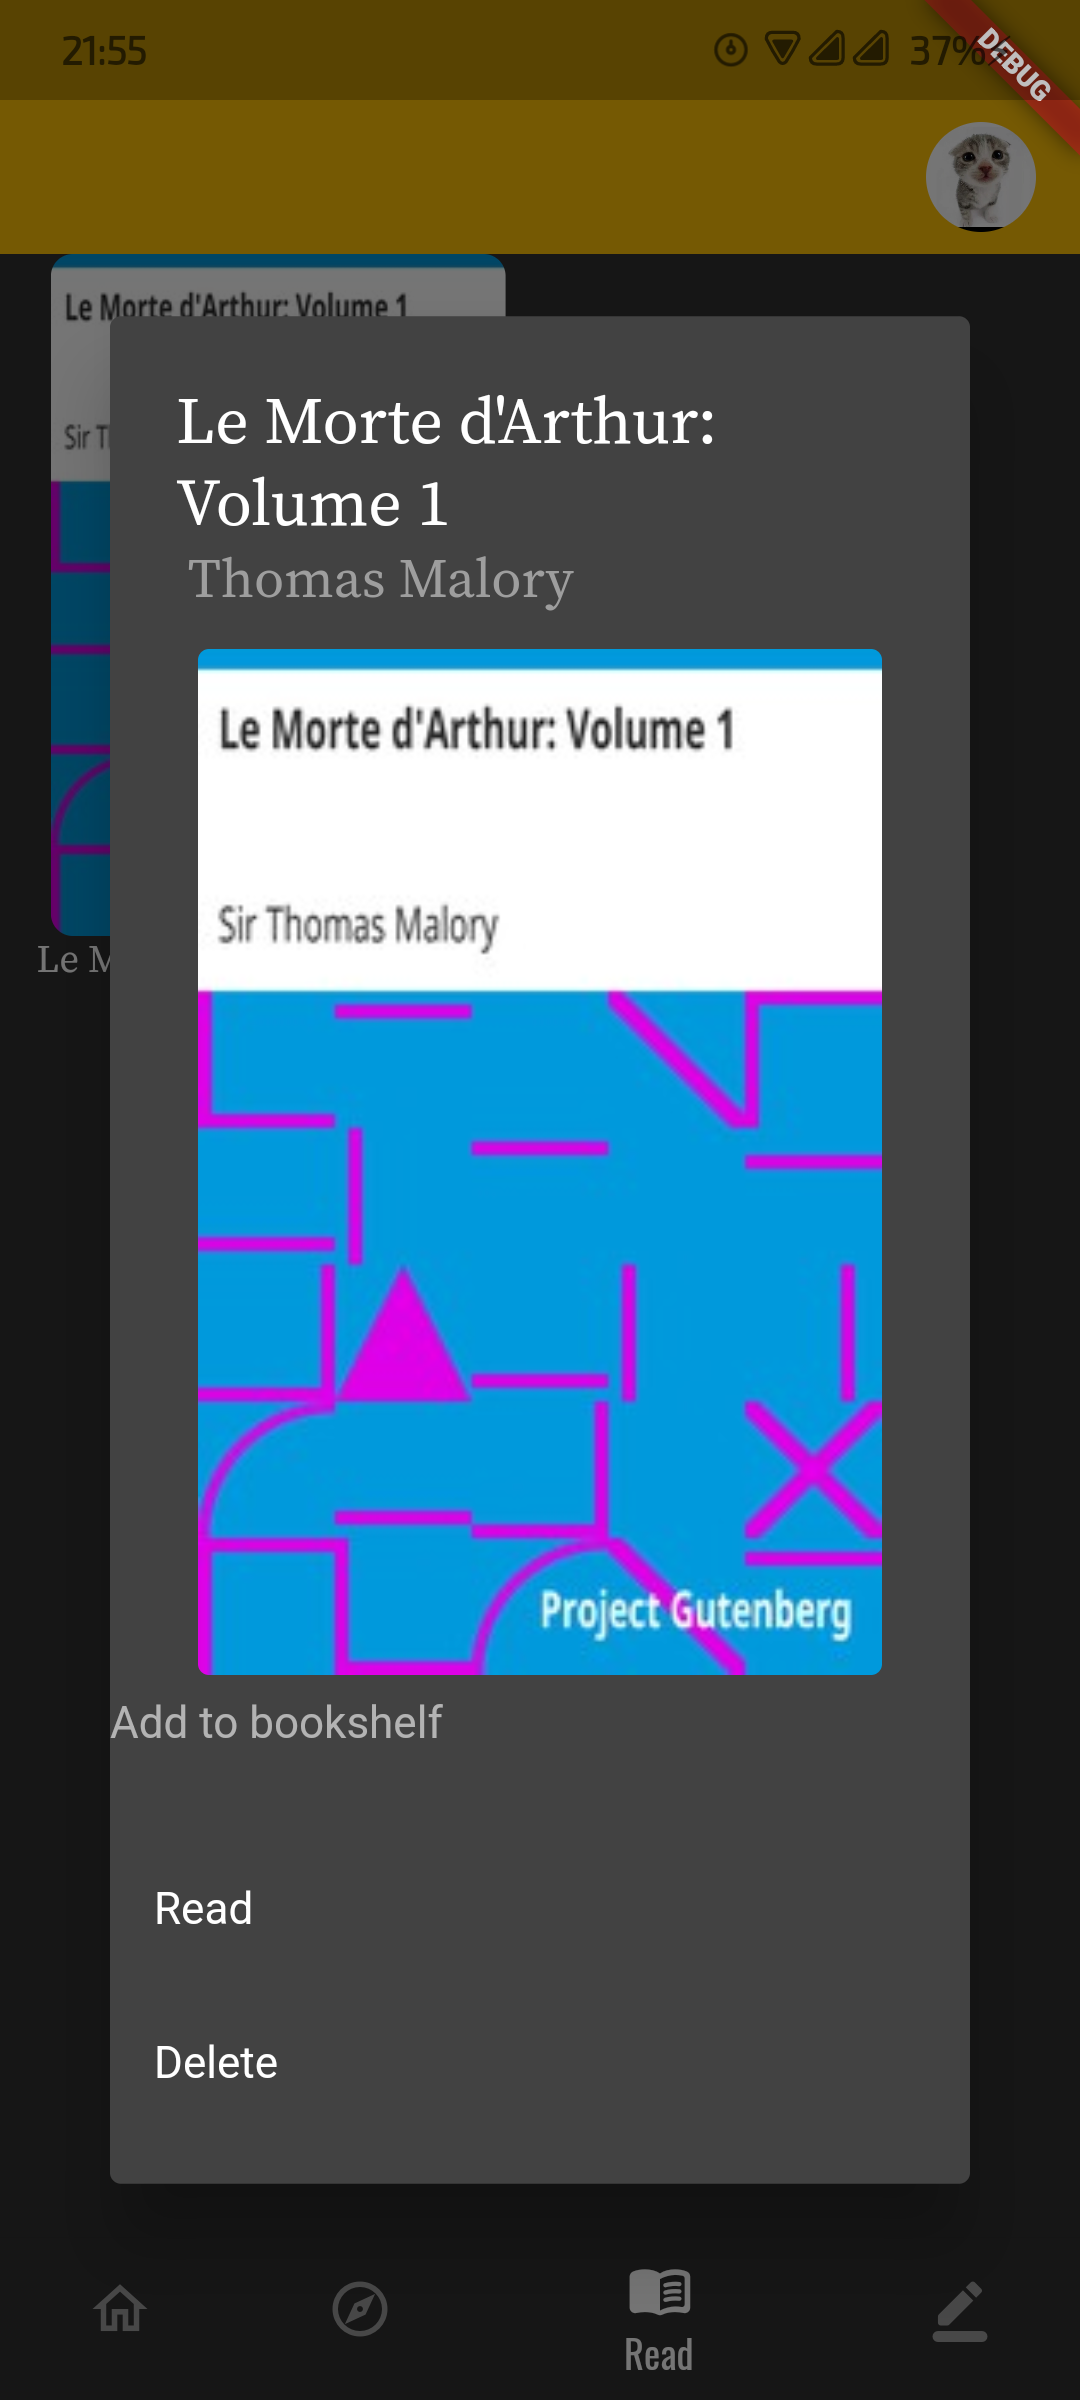 21:55
37%
DEBUG
Le Morte d'Arthur: Volume 1
Sir Th
Le M
Le Morte d'Arthur:
Volume 1
Thomas Malory
Le Morte d'Arthur: Volume 1
Sir Thomas Malory
Project Gutenberg
Add to bookshelf
Read
Delete
Read